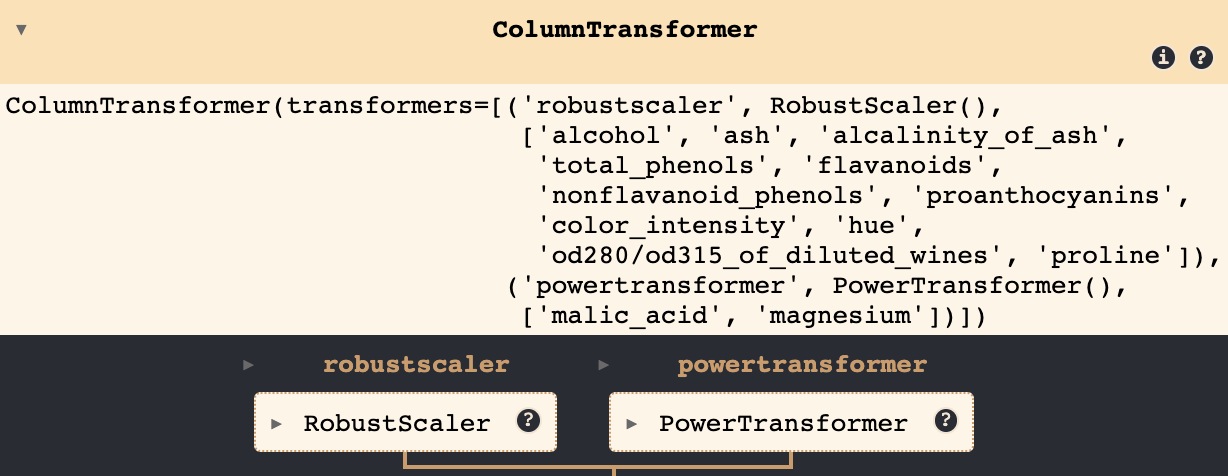 ColumnTransformer
ColumnTransformer(transformers=[('robustscaler', RobustScaler(),
['alcohol', 'ash', 'alcalinity_of_ash',
'total_phenols', 'flavanoids',
'nonflavanoid_phenols', 'proanthocyanins',
'color_intensity', 'hue',
'od280/od315_of_diluted_wines', 'proline']),
('powertransformer', PowerTransformer(),
['malic_acid', 'magnesium'])])
robustscaler powertransformer
RobustScaler ? PowerTransformer ?